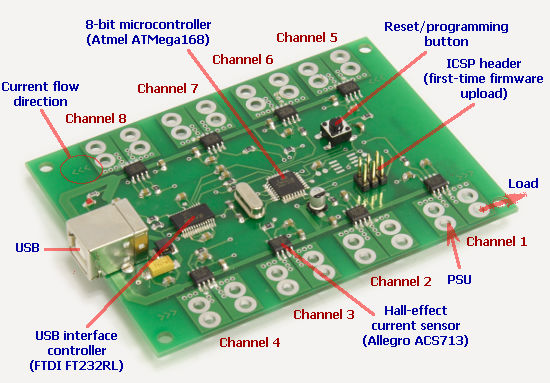 8-bit microcontroller
(Atmel ATMega168)
Reset/programming
button
Channel 5
Channel 6
ICSP header
(first-time firmware
upload)
Channel 7
Current flow
direction
Channel 8
Load
Channel 1
USB
PSU
Channel 2
Channel 3
Hall-effect
current sensor
(Allegro ACS713)
USB interface
controller
(FTDI FT232RL)
Channel 4